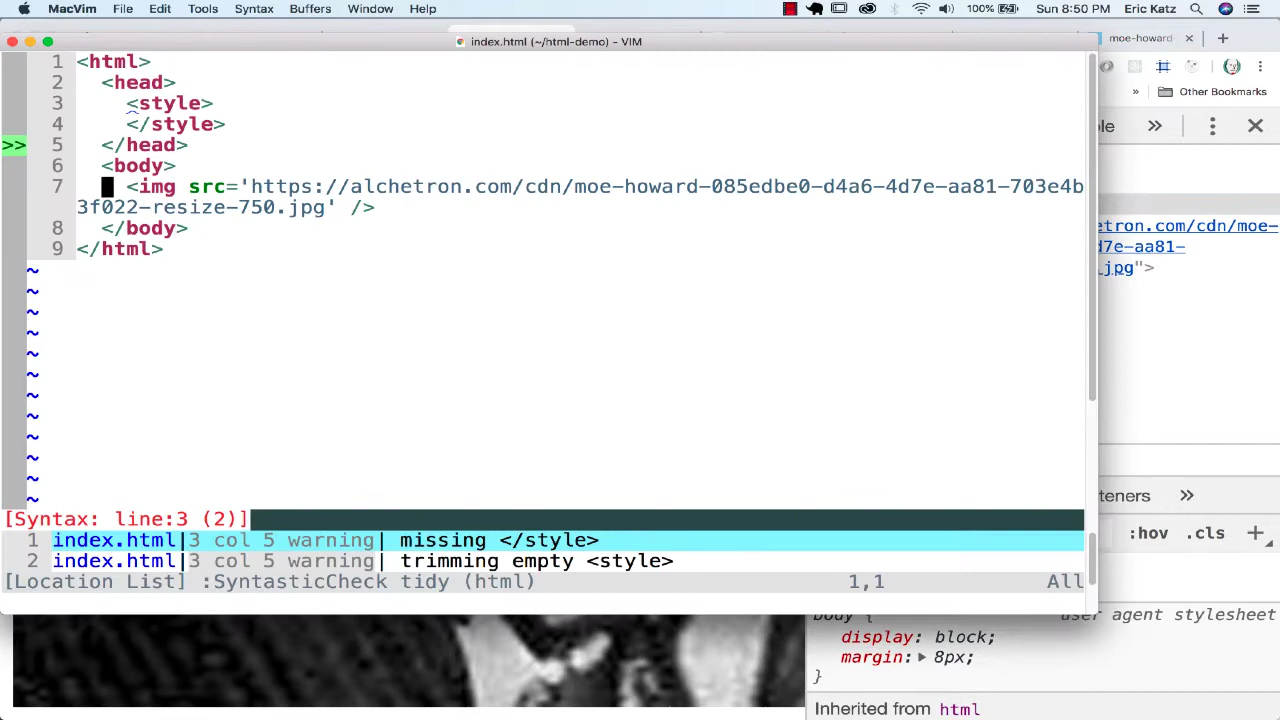 MacVim File Edit Tools Syntax Buffers Window Help 100% Sun 8:50 PM Eric Katz
index.html (~/html-demo) – VIM
moe-howard
» Other Bookmarks
1 <html>
2 <head>
3 <style>
4 </style>
>> 5 </head>
6 <body>
7 <img src='https://alchetron.com/cdn/moe-howard-085edbe0-d4a6-4d7e-aa81-703e4b
3f022-resize-750.jpg' />
8 </body>
9 </html>
~
~
~
~
~
~
~
~
~
~
~
~
ole »
etron.com/cdn/moe-
d7e-aa81-
jpg">
teners »
:hov .cls +
[Syntax: line:3 (2)]
1 index.html|3 col 5 warning| missing </style>
2 index.html|3 col 5 warning| trimming empty <style>
[Location List] :SyntasticCheck tidy (html) 1,1 All
body { user agent stylesheet
display: block;
margin: 8px;
}
Inherited from html